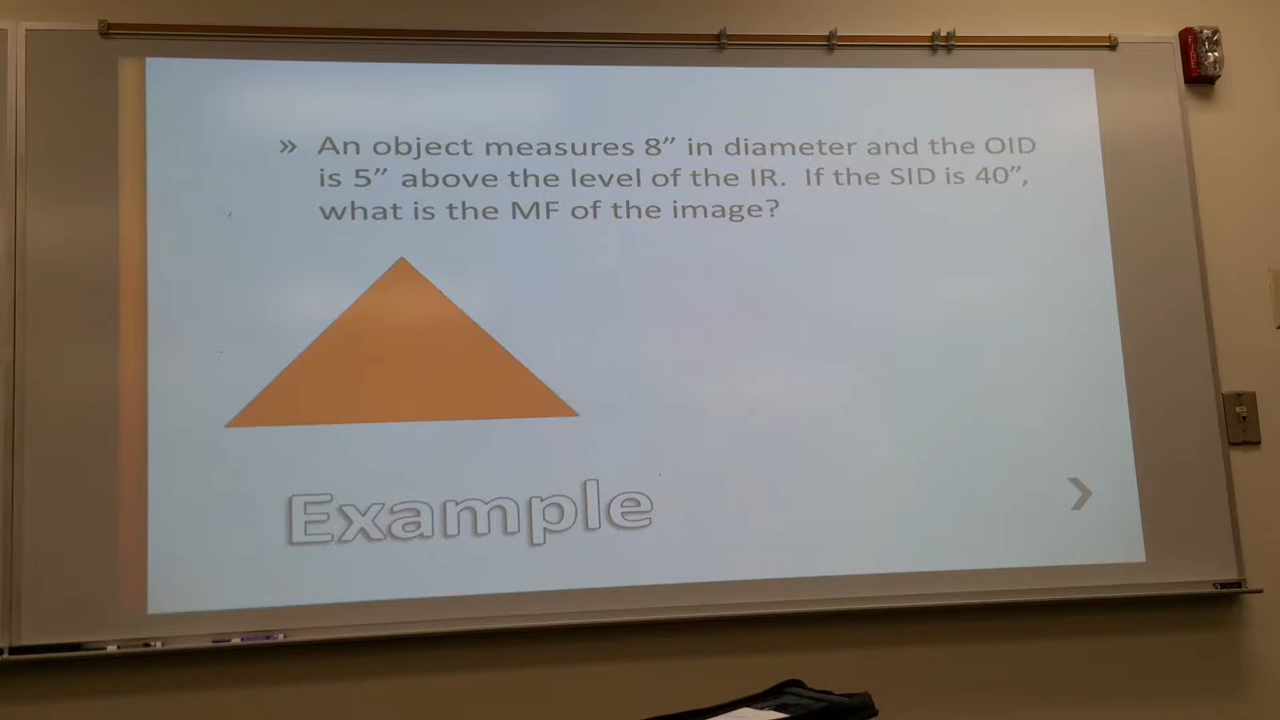 » An object measures 8” in diameter and the OID
is 5” above the level of the IR. If the SID is 40”,
what is the MF of the image?
Example
FIRE